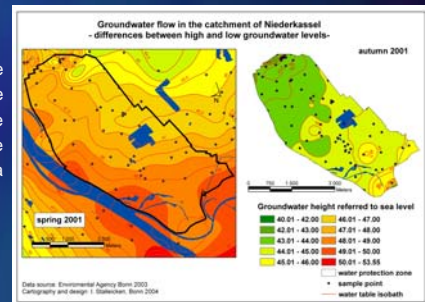 Groundwater flow in the catchment of Niederkassel
- differences between high and low groundwater levels-
autumn 2001
spring 2001
Meters
Meters
Groundwater height referred to sea level
40.01 - 42.00
42.01 - 43.00
43.01 - 44.00
44.01 - 45.00
45.01 - 46.00
46.01 - 47.00
47.01 - 48.00
48.01 - 49.00
49.01 - 50.00
50.01 - 53.55
water protection zone
sample point
water table isobath
Data source: Enviromental Agency Bonn 2003
Cartography and design: I. Stalleicken, Bonn 2004